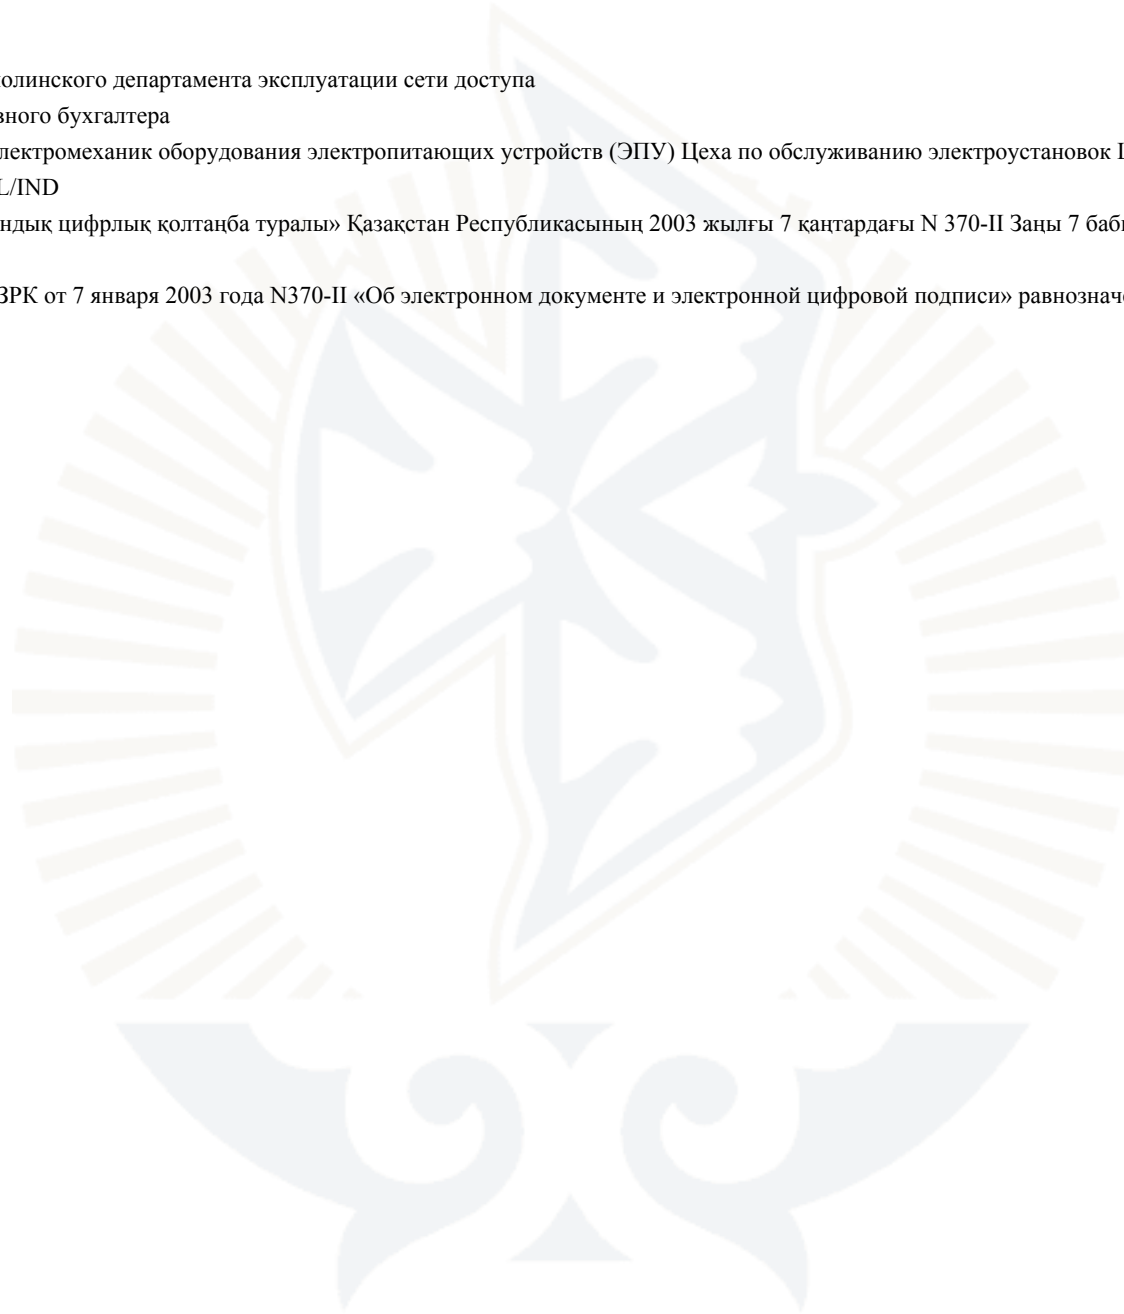 олинского департамента эксплуатации сети доступа
вного бухгалтера
лектромеханик оборудования электропитающих устройств (ЭПУ) Цеха по обслуживанию электроустановок
L/IND
ндық цифрлық қолтаңба туралы» Қазақстан Республикасының 2003 жылғы 7 қаңтардағы N 370-II Заңы 7 баб
ЗРК от 7 января 2003 года N370-II «Об электронном документе и электронной цифровой подписи» равнознач